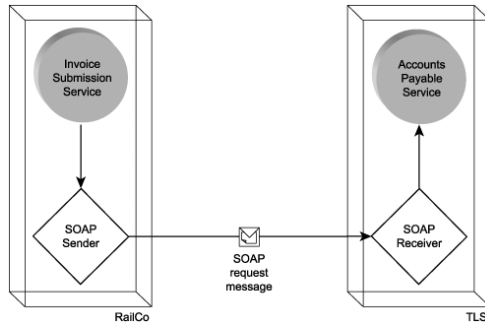 Invoice
Submission
Service
Accounts
Payable
Service
SOAP
Sender
SOAP
request
message
SOAP
Receiver
RailCo
TLS